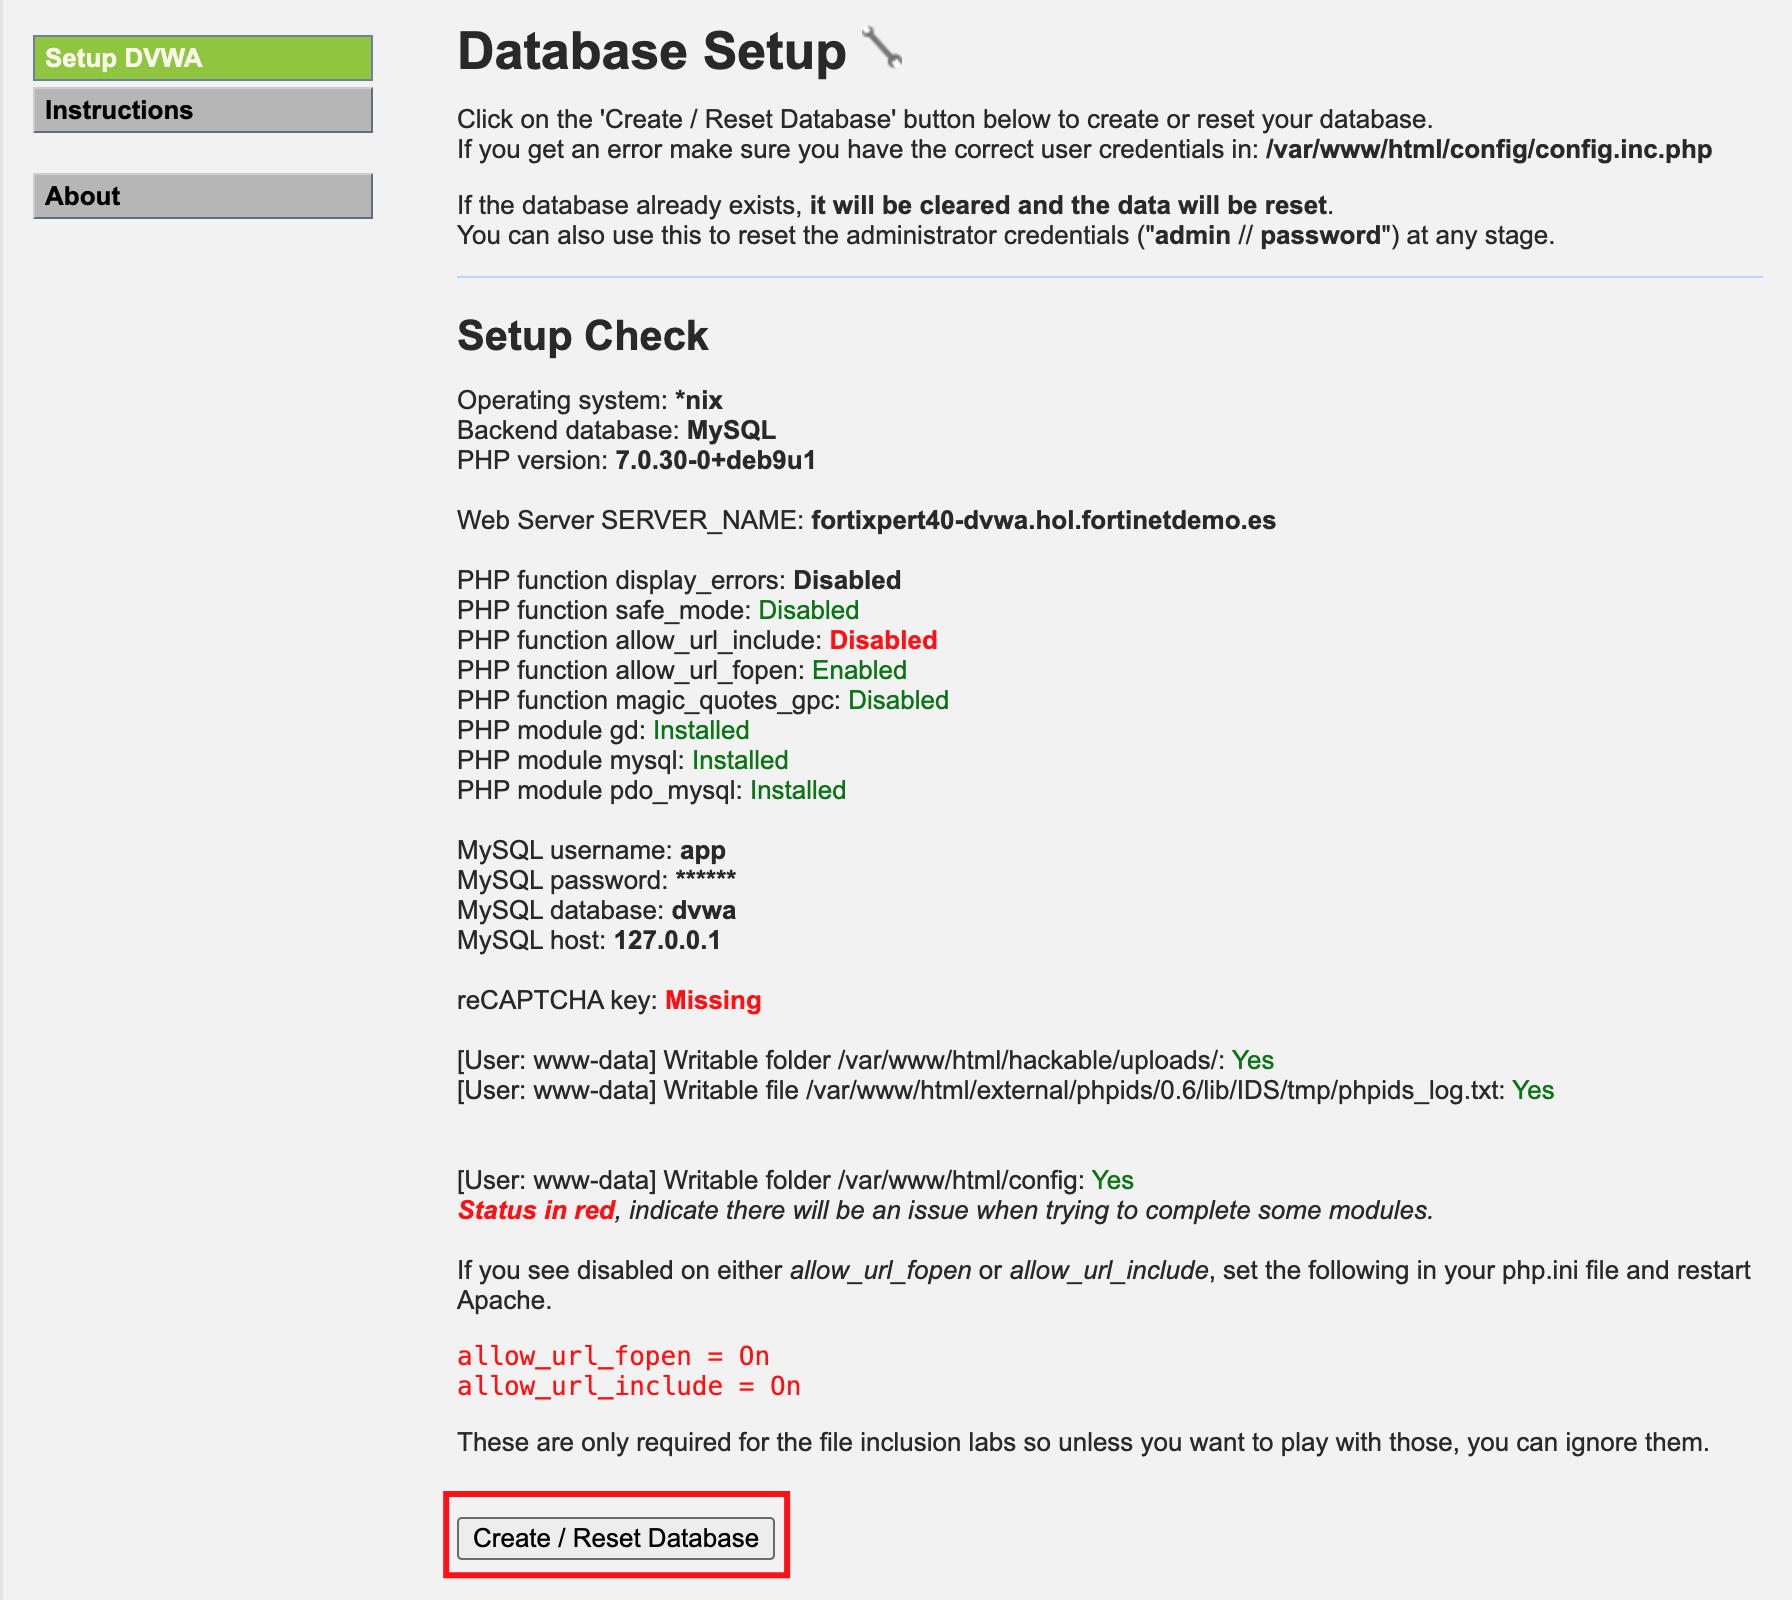 Setup DVWA
Instructions
About
Database Setup
Click on the 'Create / Reset Database' button below to create or reset your database.
If you get an error make sure you have the correct user credentials in: /var/www/html/config/config.inc.php
If the database already exists, it will be cleared and the data will be reset.
You can also use this to reset the administrator credentials ("admin // password") at any stage.
Setup Check
Operating system: *nix
Backend database: MySQL
PHP version: 7.0.30-0+deb9u1
Web Server SERVER_NAME: fortixpert40-dvwa.hol.fortinetdemo.es
PHP function display_errors: Disabled
PHP function safe_mode: Disabled
PHP function allow_url_include: Disabled
PHP function allow_url_fopen: Enabled
PHP function magic_quotes_gpc: Disabled
PHP module gd: Installed
PHP module mysql: Installed
PHP module pdo_mysql: Installed
MySQL username: app
MySQL password: ******
MySQL database: dvwa
MySQL host: 127.0.0.1
reCAPTCHA key: Missing
[User: www-data] Writable folder /var/www/html/hackable/uploads/: Yes
[User: www-data] Writable file /var/www/html/external/phpids/0.6/lib/IDS/tmp/phpids_log.txt: Yes
[User: www-data] Writable folder /var/www/html/config: Yes
Status in red, indicate there will be an issue when trying to complete some modules.
If you see disabled on either allow_url_fopen or allow_url_include, set the following in your php.ini file and restart
Apache.
allow_url_fopen = On
allow_url_include = On
These are only required for the file inclusion labs so unless you want to play with those, you can ignore them.
Create / Reset Database